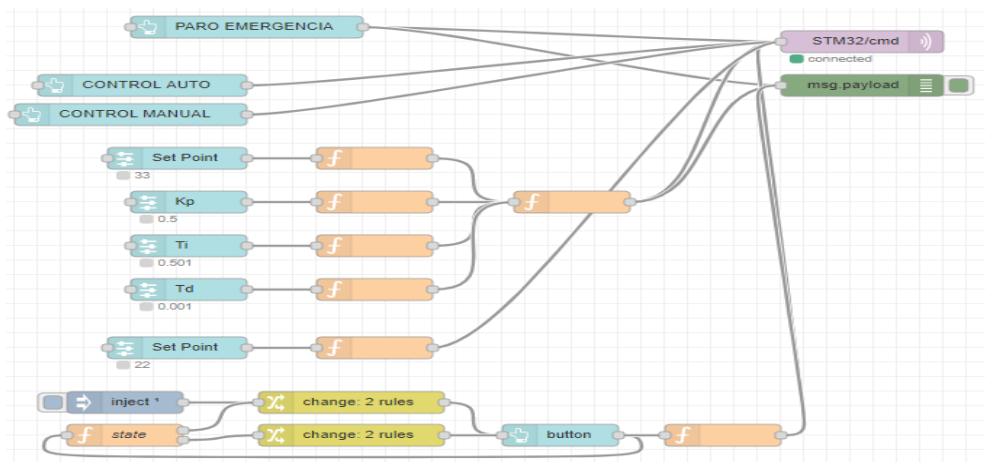 PARO EMERGENCIA
STM32/cmd
connected
CONTROL AUTO
msg.payload
CONTROL MANUAL
Set Point
33
Kp
0.5
Ti
0.501
Td
0.001
Set Point
22
inject ¹
change: 2 rules
state
change: 2 rules
button